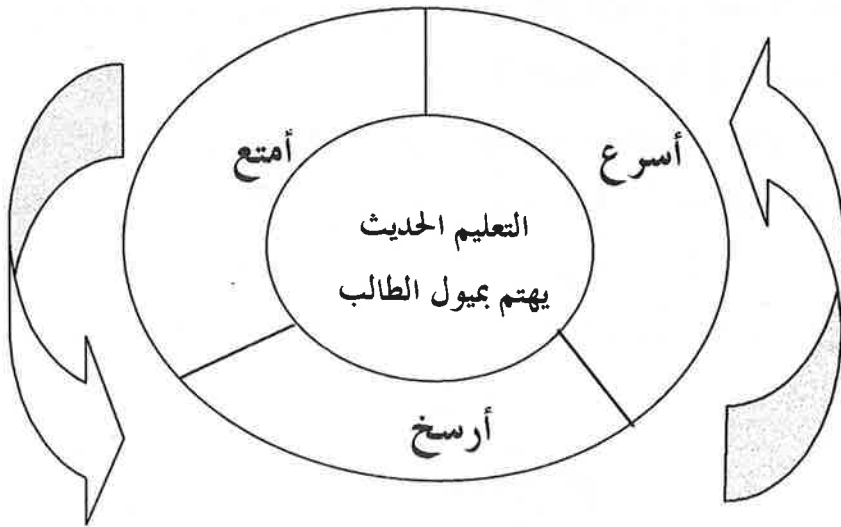 أسرع
أمتع
التعليم الحديث
يهتم بميول الطالب
أرسخ